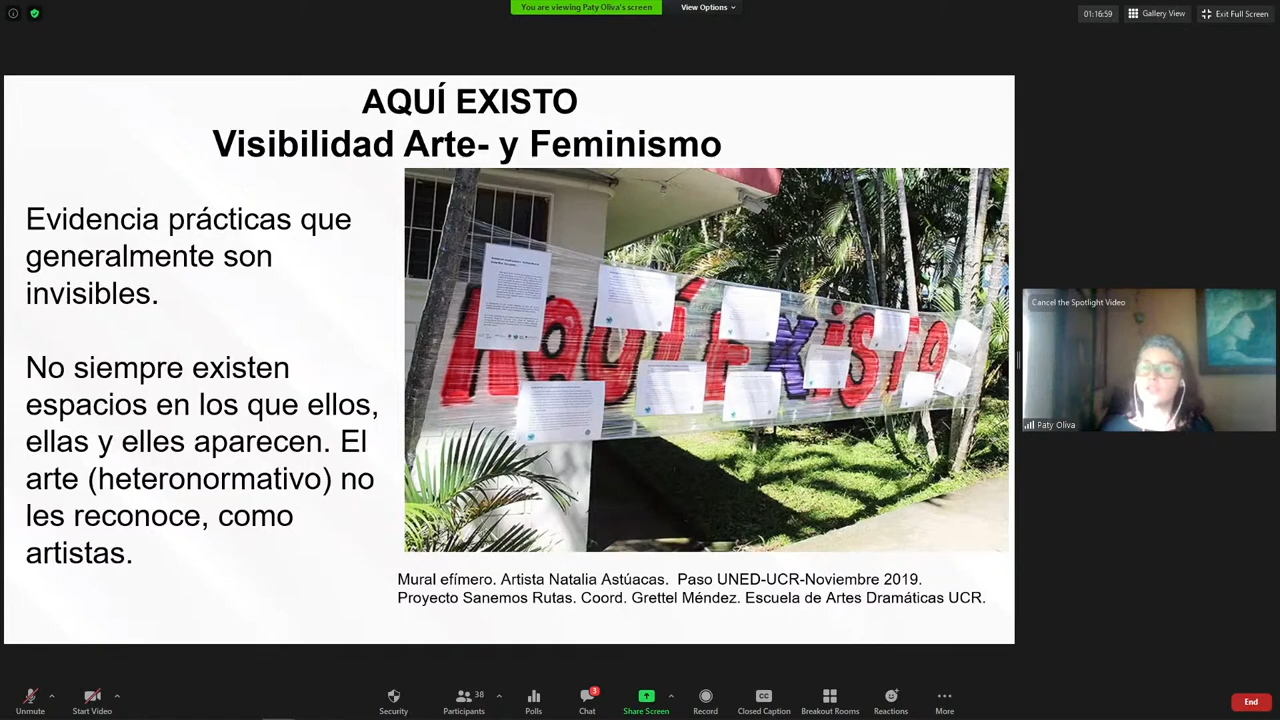 You are viewing Paty Oliva's screen
View Options
01:16:59
Gallery View
Exit Full Screen
AQUÍ EXISTO
Visibilidad Arte- y Feminismo
Evidencia prácticas que
generalmente son
invisibles.
No siempre existen
espacios en los que ellos,
ellas y elles aparecen. El
arte (heteronormativo) no
les reconoce, como
artistas.
AQUÍ EXISTO
Mural efímero. Artista Natalia Astúacas. Paso UNED-UCR-Noviembre 2019.
Proyecto Sanemos Rutas. Coord. Grettel Méndez. Escuela de Artes Dramáticas UCR.
Cancel the Spotlight Video
Paty Oliva
Unmute
Start Video
Security
38
Participants
Polls
3
Chat
Share Screen
Record
CC
Closed Caption
Breakout Rooms
Reactions
More
End